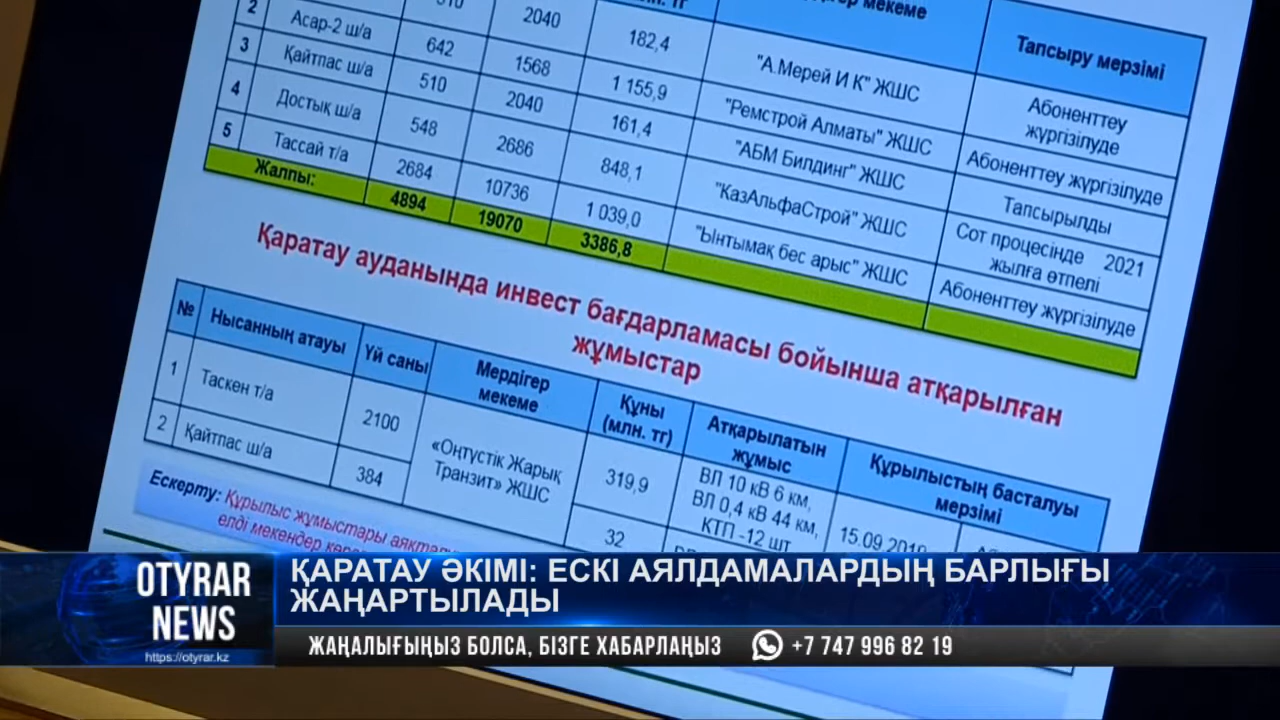 млн. тг
мекеме
Тапсыру мерзімі
2 2040 182,4 "А.Мерей И К" ЖШС Абоненттеу жүргізілуде
3 Асар-2 ш/а 642 1568 1 155,9 "Ремстрой Алматы" ЖШС Абоненттеу жүргізілуде
4 Қайтпас ш/а 510 2040 161,4 "АБМ Билдинг" ЖШС Тапсырылды
5 Достық ш/а 548 2686 848,1 "КазАльфаСтрой" ЖШС Сот процесінде 2021 жылға өтпелі
Тассай т/а 2684 10736 1 039,0 "Ынтымақ бес арыс" ЖШС Абоненттеу жүргізілуде
Жалпы: 4894 19070 3386,8
Қаратау ауданында инвест бағдарламасы бойынша атқарылған
жұмыстар
№ Нысанның атауы Үй саны Мердігер мекеме Құны (млн. тг) Атқарылатын жұмыс Құрылыстың басталуы мерзімі
1 Таскен т/а 2100 «Оңтүстік Жарық Транзит» ЖШС 319,9 ВЛ 10 кВ 6 км, ВЛ 0,4 кВ 44 км, КТП -12 шт
2 Қайтпас ш/а 384 32
Ескерту: Құрылыс жұмыстары
елді мекендер
OTYRAR
NEWS
https://otyrar.kz
ҚАРАТАУ ӘКІМІ: ЕСКІ АЯЛДАМАЛАРДЫҢ БАРЛЫҒЫ
ЖАҢАРТЫЛАДЫ
ЖАҢАЛЫҒЫҢЫЗ БОЛСА, БІЗГЕ ХАБАРЛАҢЫЗ +7 747 996 82 19